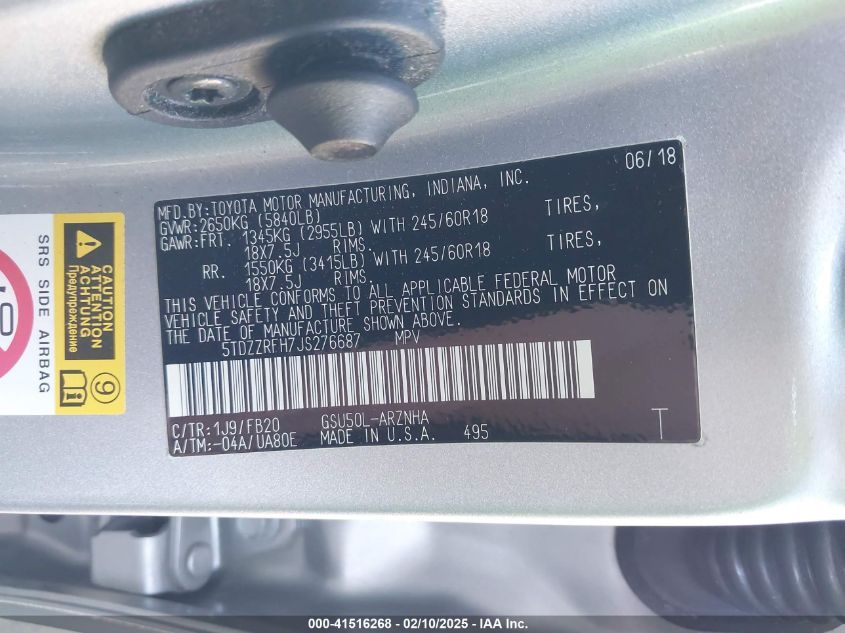 06/18
MFD.BY:TOYOTA MOTOR MANUFACTURING, INDIANA, INC.
GVWR:2650KG (5840LB)
GAWR:FRT. 1345KG (2955LB) WITH 245/60R18 TIRES,
18X7.5J RIMS.
RR. 1550KG (3415LB) WITH 245/60R18 TIRES,
18X7.5J RIMS.
THIS VEHICLE CONFORMS TO ALL APPLICABLE FEDERAL MOTOR
VEHICLE SAFETY AND THEFT PREVENTION STANDARDS IN EFFECT ON
THE DATE OF MANUFACTURE SHOWN ABOVE.
5TDZZRFH7JS276687 MPV
C/TR:1J9/FB20 GSU50L-ARZNHA
A/TM:-04A/UA80E MADE IN U.S.A. 495
T
SRS SIDE AIRBAG
CAUTION
ATTENTION
ACHTUNG
Предупреждение
9
000-41516268 - 02/10/2025 - IAA Inc.